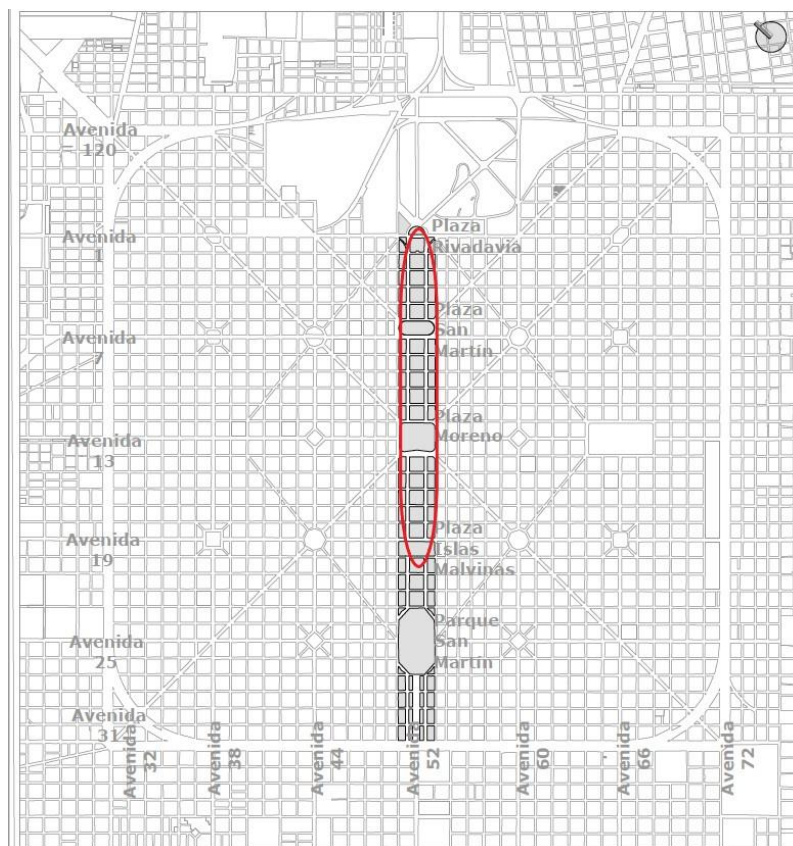 Avenida
120
Plaza
Rivadavia
Avenida
1
Plaza
San
Martín
Avenida
7
Plaza
Moreno
Avenida
13
Plaza
Islas
Malvinas
Avenida
19
Parque
San
Martín
Avenida
25
Avenida
31
Avenida
32
Avenida
38
Avenida
44
Avenida
52
Avenida
60
Avenida
66
Avenida
72